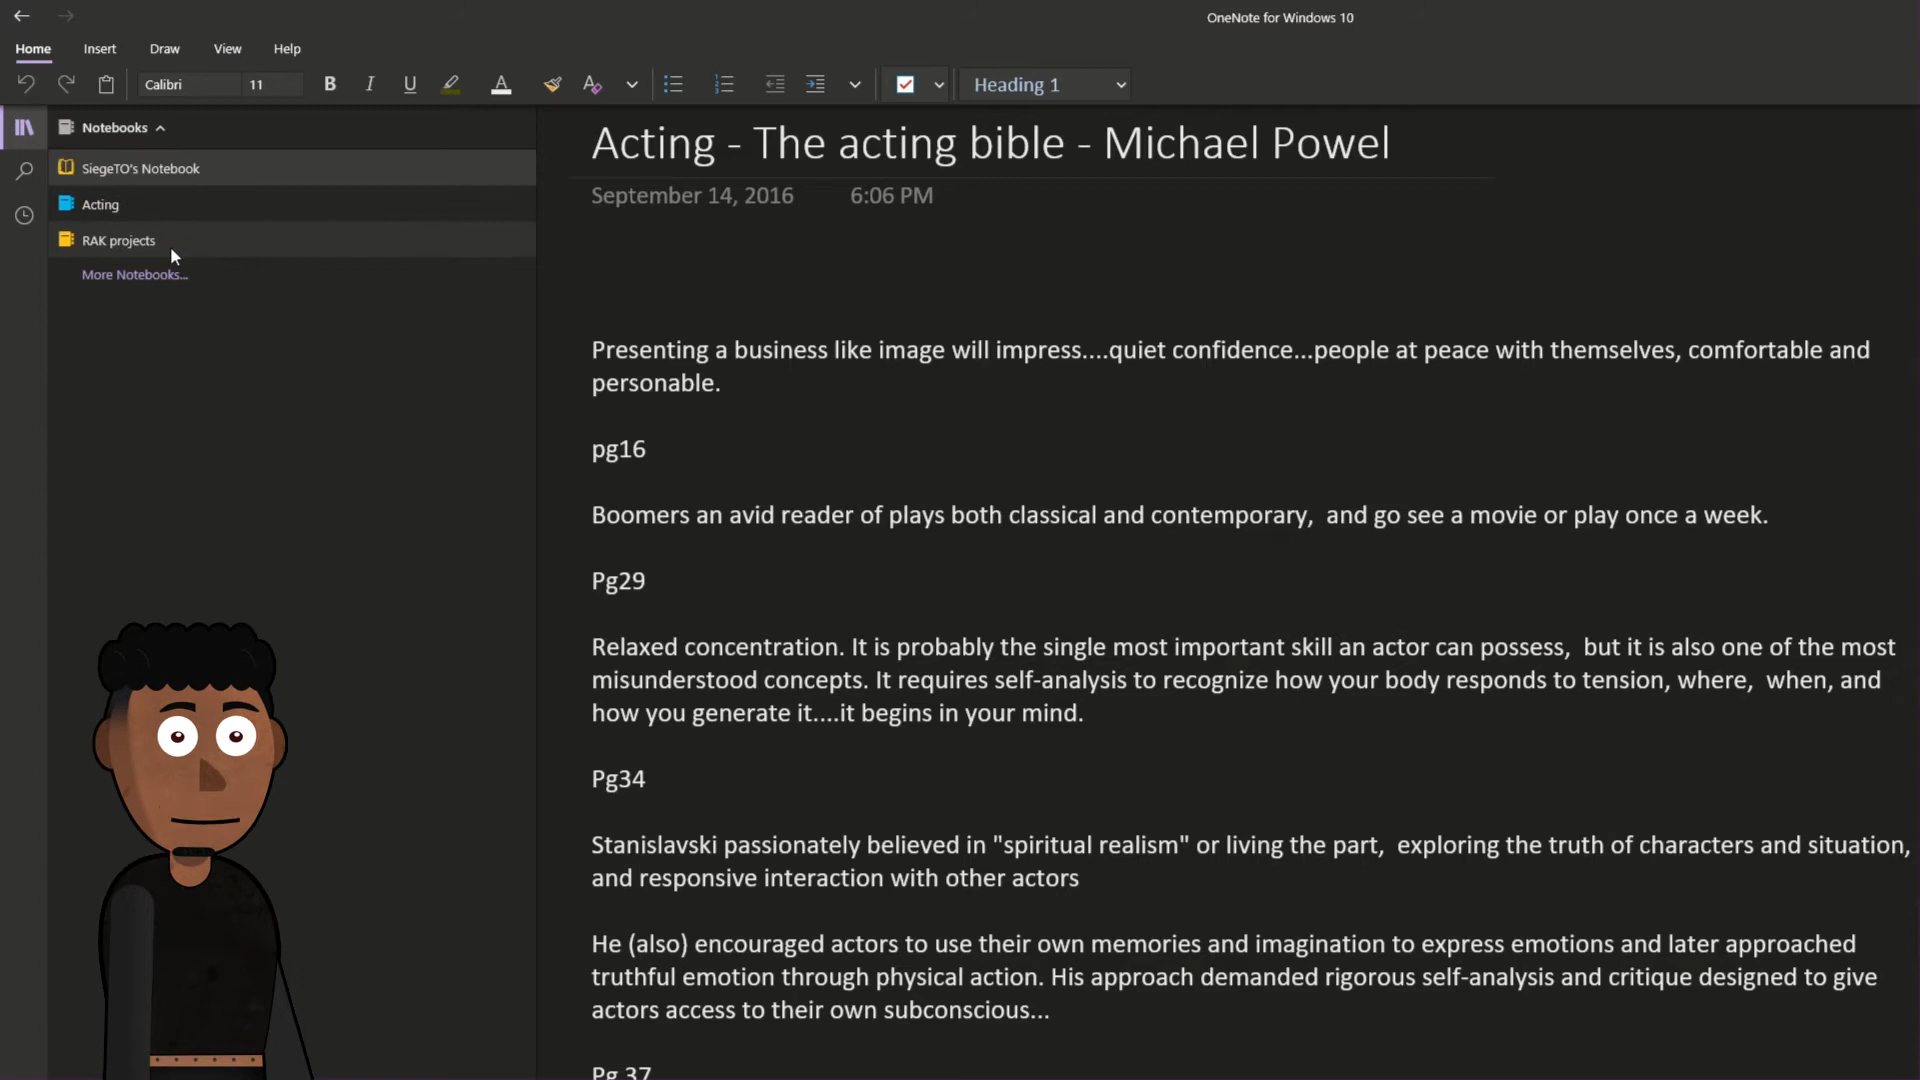 OneNote for Windows 10
Home Insert Draw View Help
Calibri 11 B I U A A Heading 1
Notebooks
SiegeTO's Notebook
Acting
RAK projects
More Notebooks...
Acting - The acting bible - Michael Powel
September 14, 2016 6:06 PM
Presenting a business like image will impress....quiet confidence...people at peace with themselves, comfortable and
personable.
pg16
Boomers an avid reader of plays both classical and contemporary,  and go see a movie or play once a week.
Pg29
Relaxed concentration. It is probably the single most important skill an actor can possess,  but it is also one of the most
misunderstood concepts. It requires self-analysis to recognize how your body responds to tension, where,  when, and
how you generate it....it begins in your mind.
Pg34
Stanislavski passionately believed in "spiritual realism" or living the part,  exploring the truth of characters and situation,
and responsive interaction with other actors
He (also) encouraged actors to use their own memories and imagination to express emotions and later approached
truthful emotion through physical action. His approach demanded rigorous self-analysis and critique designed to give
actors access to their own subconscious...
Pg 37